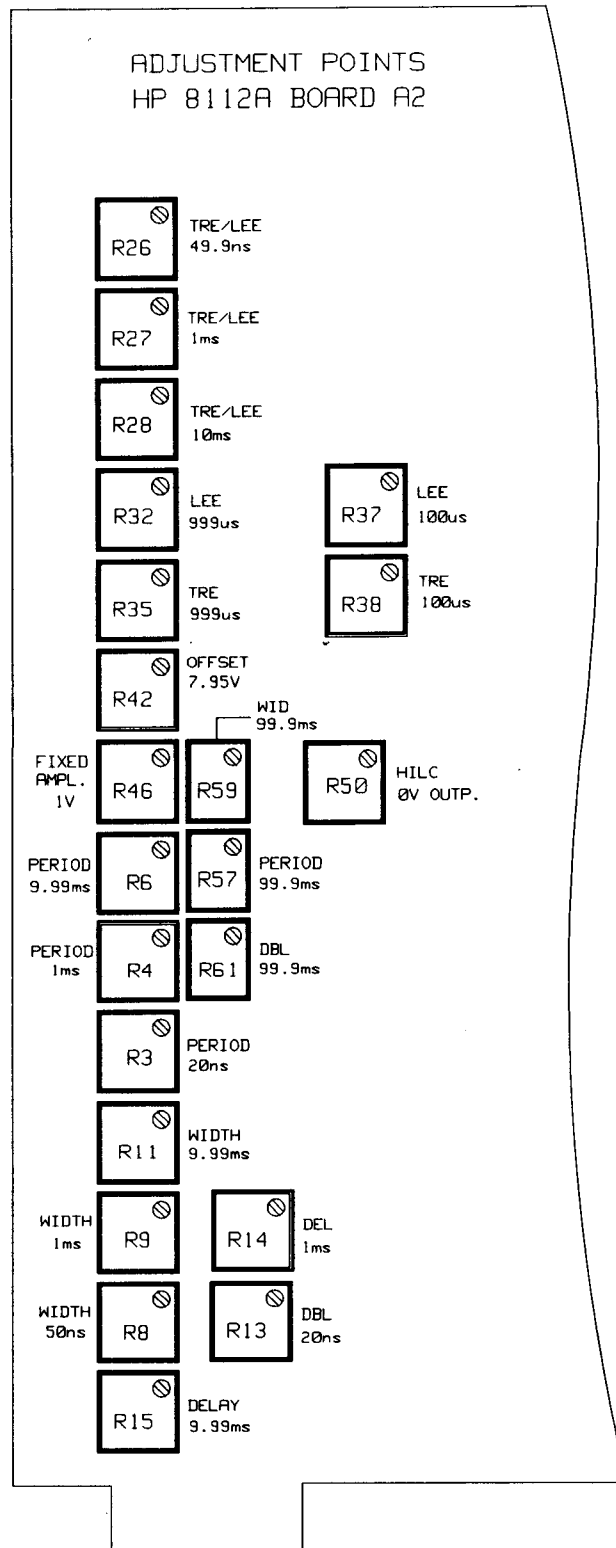 ADJUSTMENT POINTS
HP 8112A BOARD A2
R26
TRE/LEE
49.9ns
R27
TRE/LEE
1ms
R28
TRE/LEE
10ms
R32
LEE
999us
R37
LEE
100us
R35
TRE
999us
R38
TRE
100us
R42
OFFSET
7.95V
WID
99.9ms
FIXED
AMPL.
1V
R46
R59
R50
HILC
0V OUTP.
PERIOD
9.99ms
R6
R57
PERIOD
99.9ms
PERIOD
1ms
R4
R61
DBL
99.9ms
R3
PERIOD
20ns
R11
WIDTH
9.99ms
WIDTH
1ms
R9
R14
DEL
1ms
WIDTH
50ns
R8
R13
DBL
20ns
R15
DELAY
9.99ms